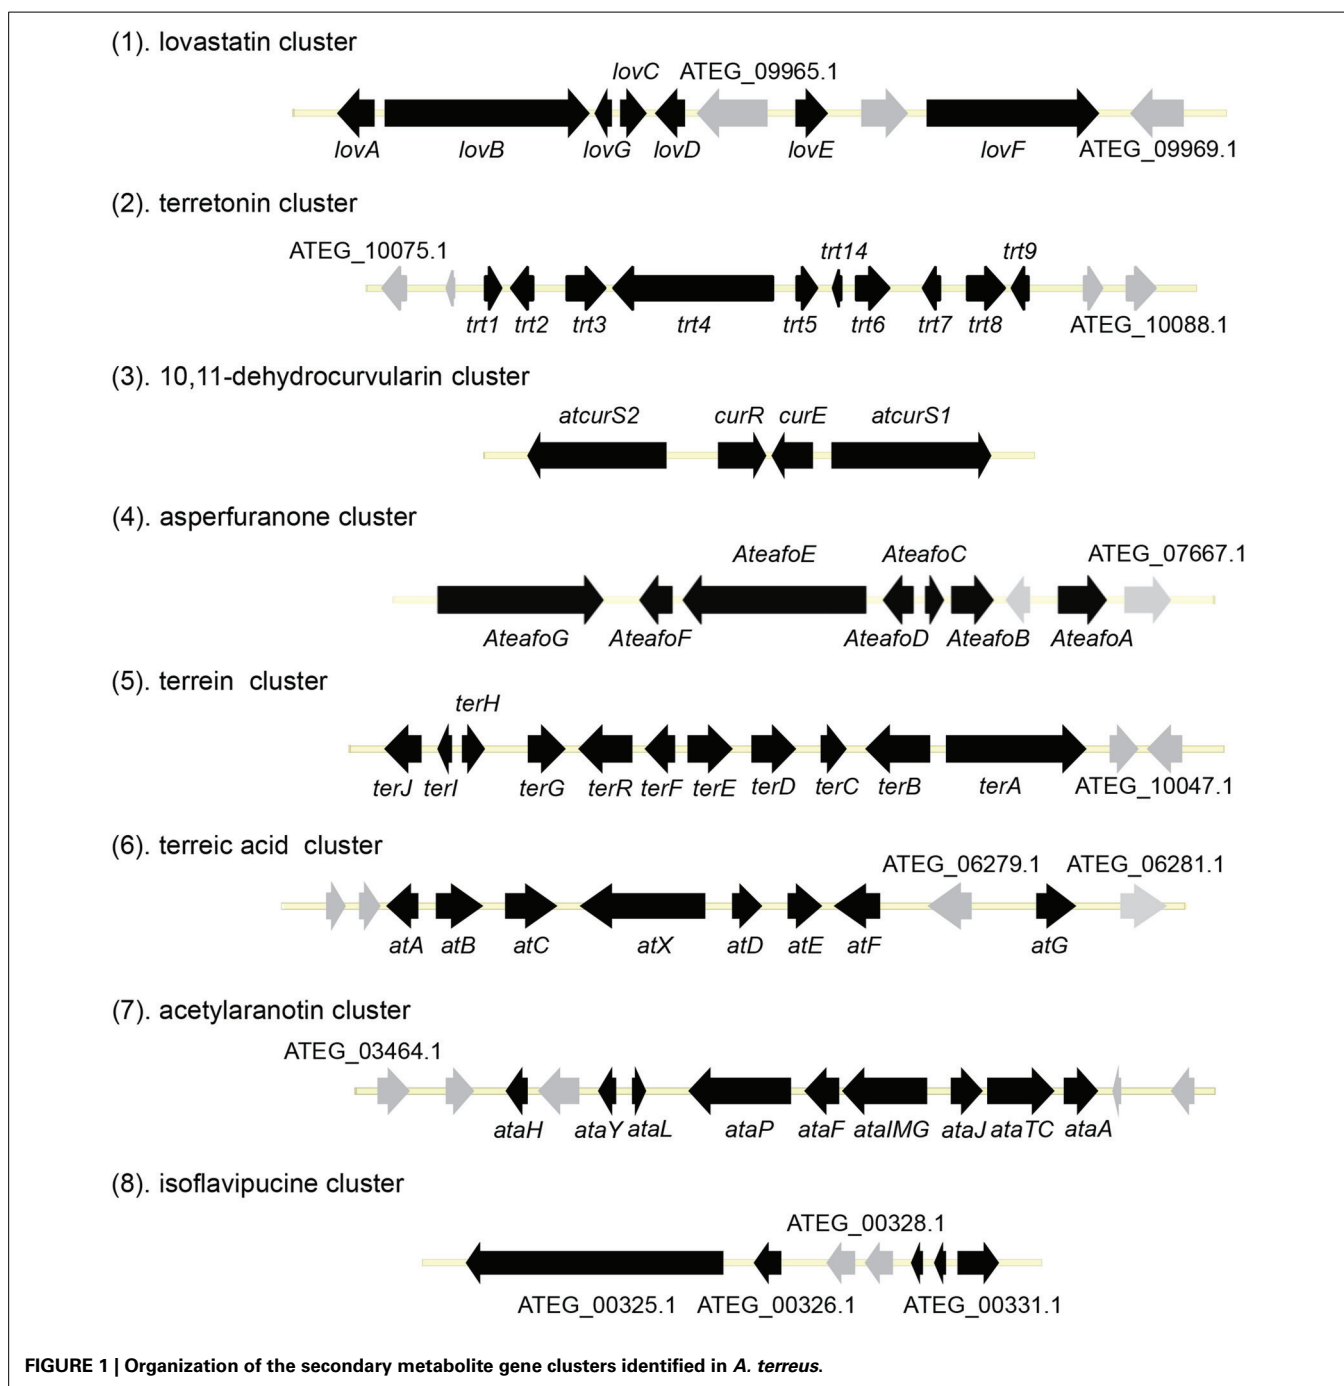 (1). lovastatin cluster
lovC ATEG_09965.1
lovA lovB lovG lovD lovE lovF ATEG_09969.1
(2). terretonin cluster
ATEG_10075.1 trt14 trt9
trt1 trt2 trt3 trt4 trt5 trt6 trt7 trt8 ATEG_10088.1
(3). 10,11-dehydrocurvularin cluster
atcurS2 curR curE atcurS1
(4). asperfuranone cluster
AteafoE AteafoC ATEG_07667.1
AteafoG AteafoF AteafoD AteafoB AteafoA
(5). terrein cluster
terH
terJ terI terG terR terF terE terD terC terB terA ATEG_10047.1
(6). terreic acid cluster
ATEG_06279.1 ATEG_06281.1
atA atB atC atX atD atE atF atG
(7). acetylaranotin cluster
ATEG_03464.1
ataH ataY ataL ataP ataF ataIMG ataJ ataTC ataA
(8). isoflavipucine cluster
ATEG_00328.1
ATEG_00325.1 ATEG_00326.1 ATEG_00331.1
FIGURE 1 | Organization of the secondary metabolite gene clusters identified in A. terreus.